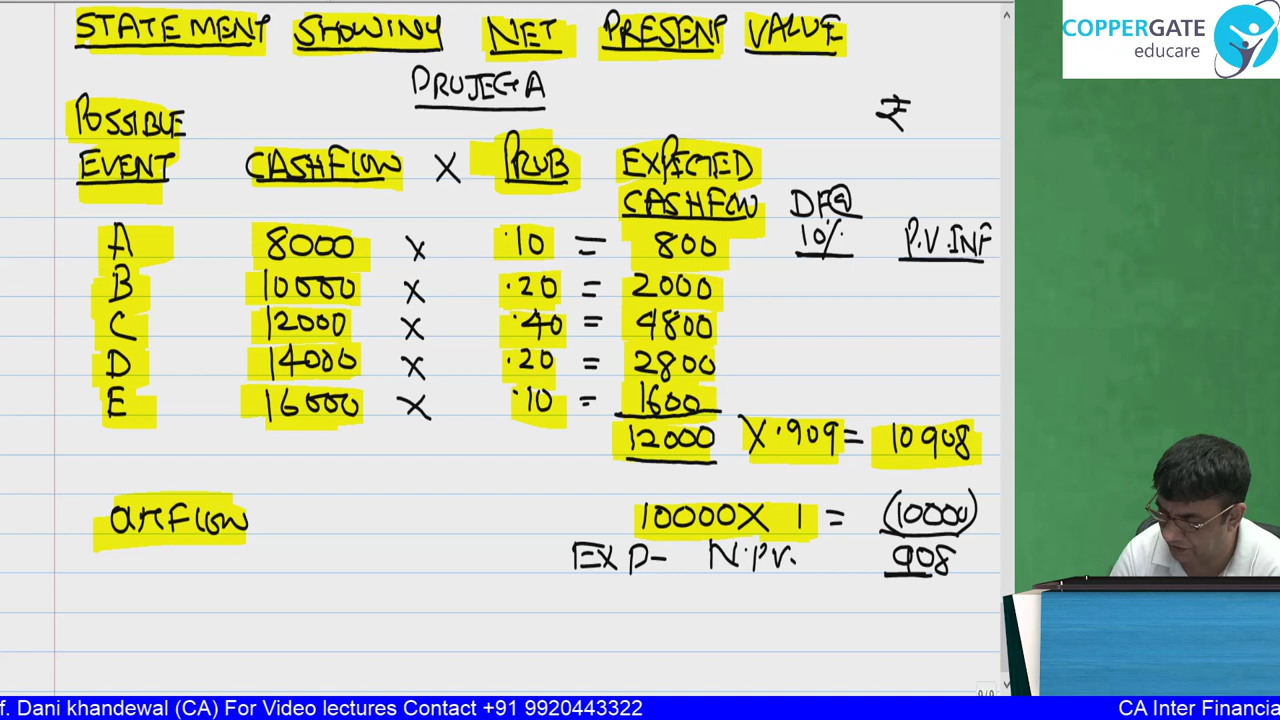 STATEMENT SHOWING NET PRESENT VALUE
PROJECT A
₹
POSSIBLE
EVENT CASHFLOW X PROB EXPECTED
CASHFLOW DF@
10% P.V.INF
A 8000 X .10 = 800
B 10000 X .20 = 2000
C 12000 X .40 = 4800
D 14000 X .20 = 2800
E 16000 X .10 = 1600
12000 X .909 = 10908
outFlow 10000 X 1 = (10000)
EXP- N.PV. 908
COPPERGATE
educare
f. Dani khandewal (CA) For Video lectures Contact +91 9920443322
CA Inter Financia